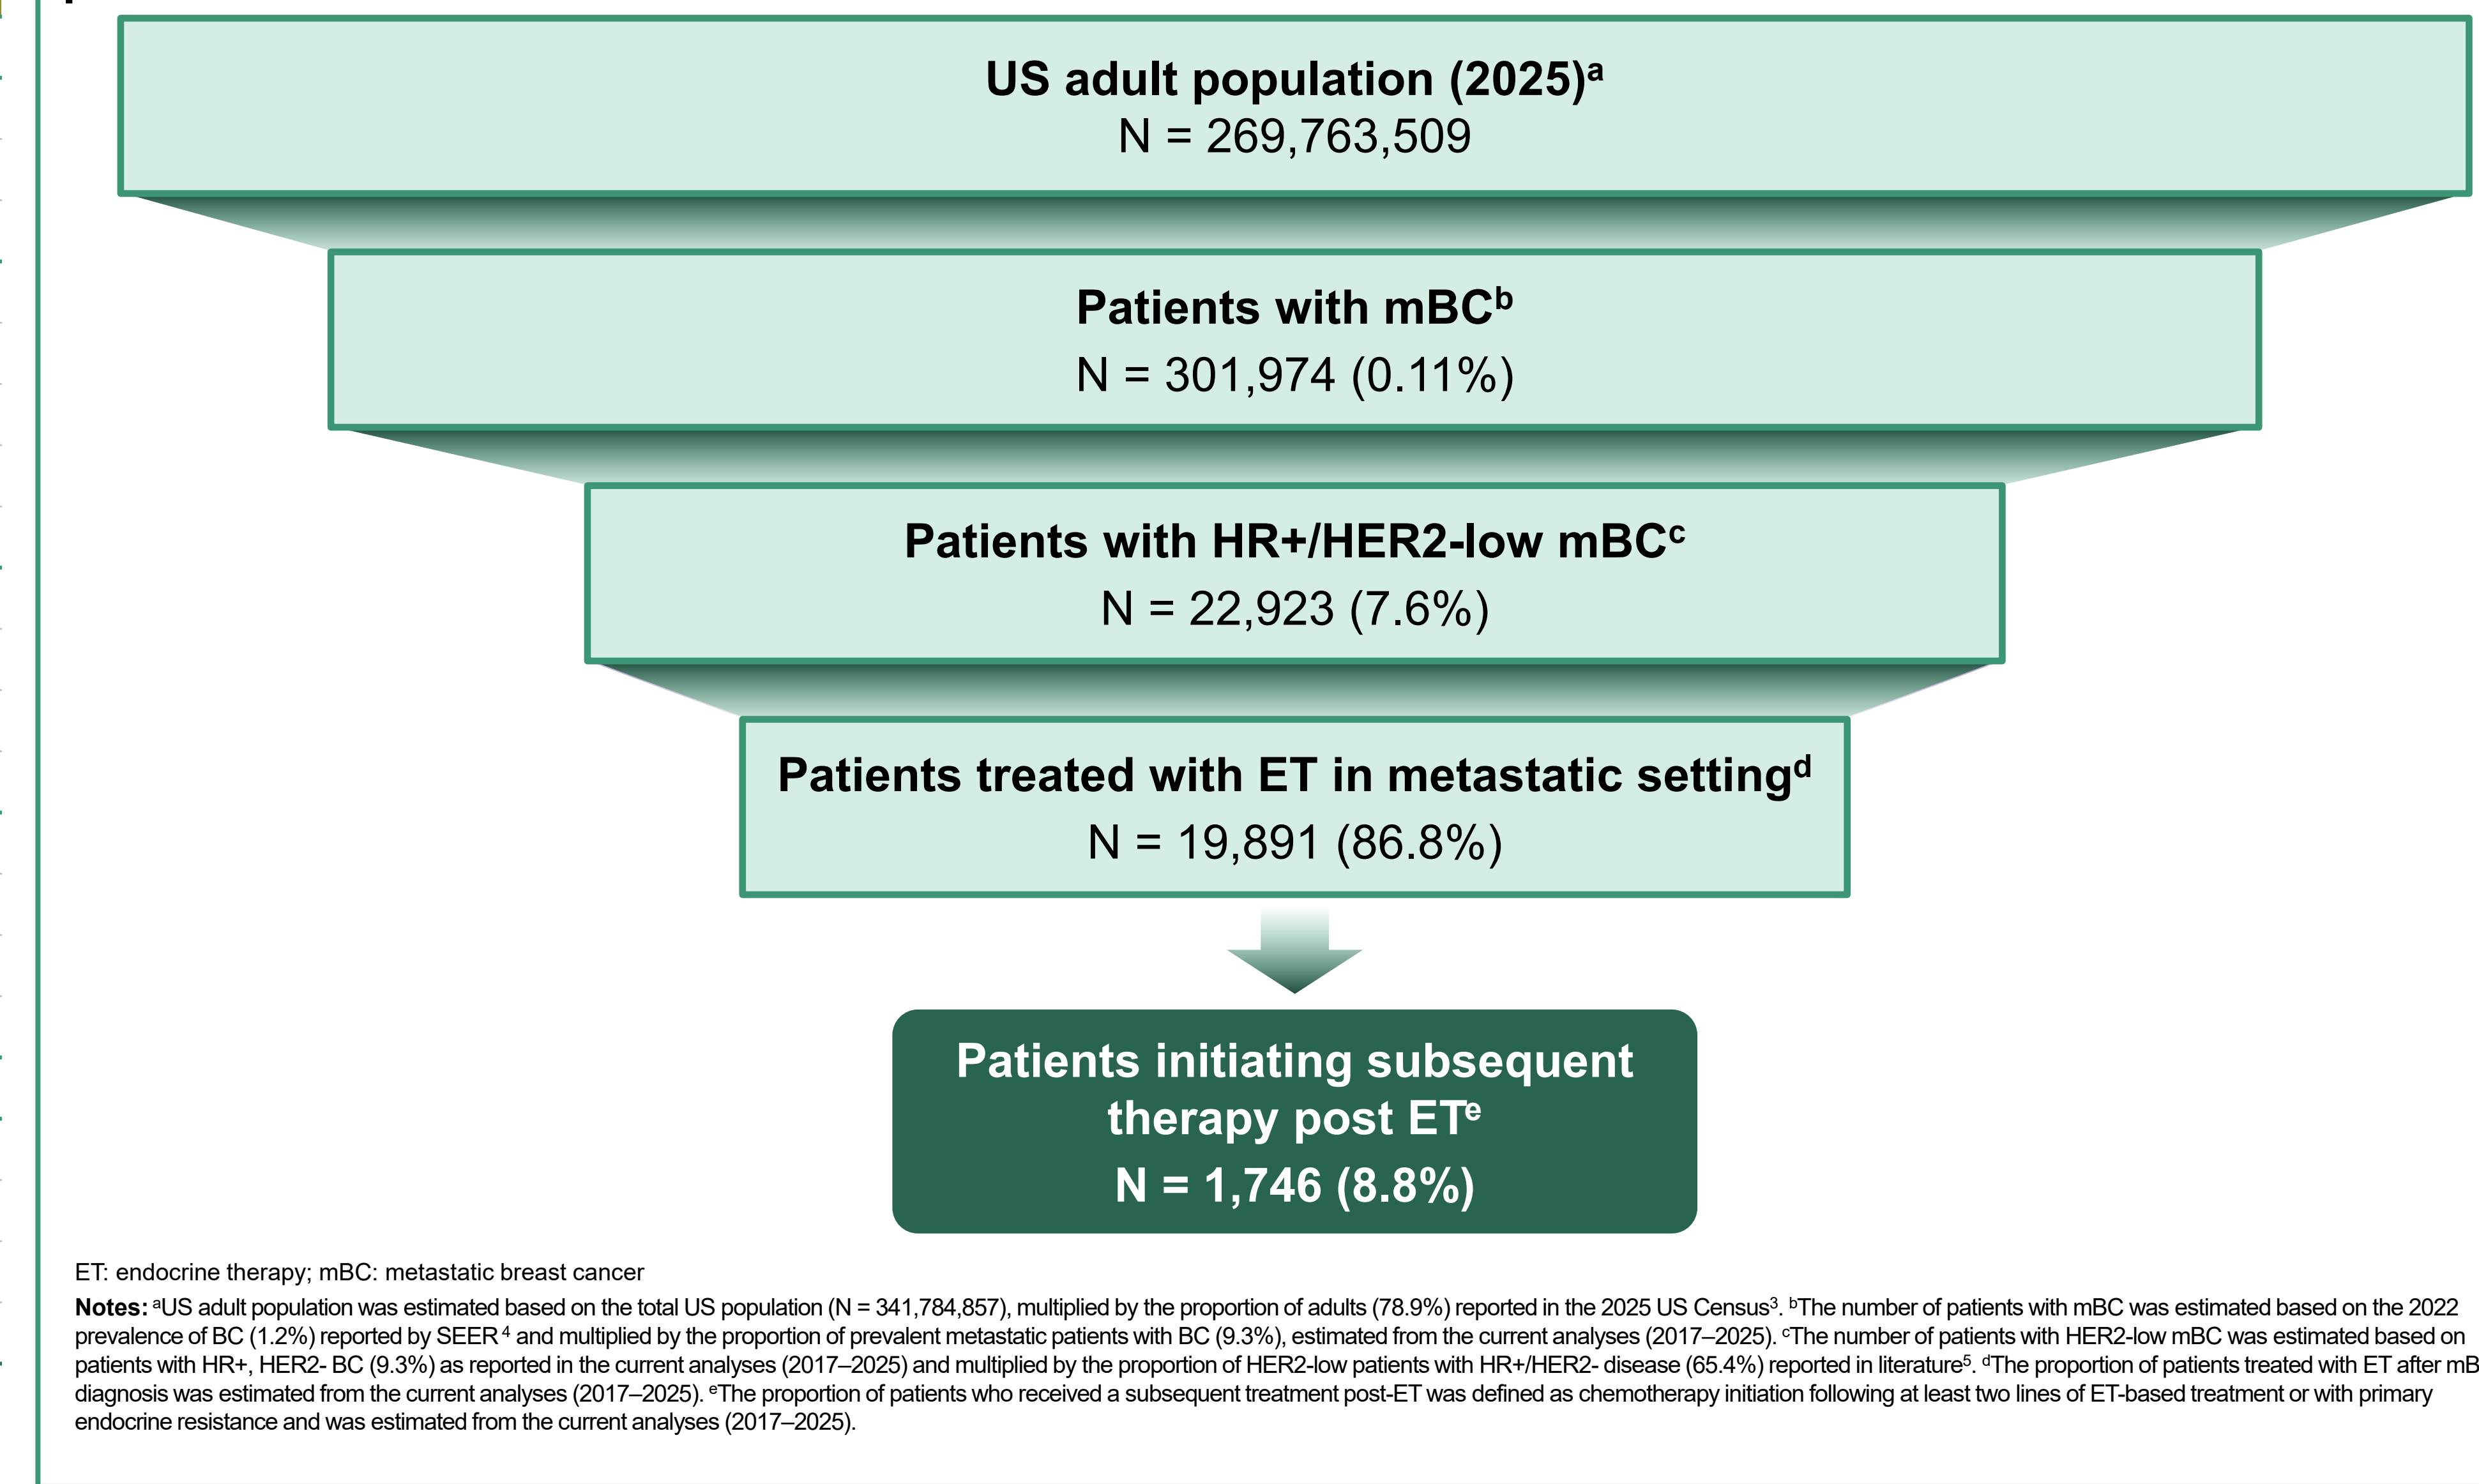 US adult population (2025)ᵃ
N = 269,763,509
Patients with mBCᵇ
N = 301,974 (0.11%)
Patients with HR+/HER2-low mBCᶜ
N = 22,923 (7.6%)
Patients treated with ET in metastatic settingᵈ
N = 19,891 (86.8%)
Patients initiating subsequent
therapy post ETᵉ
N = 1,746 (8.8%)
ET: endocrine therapy; mBC: metastatic breast cancer
Notes: ᵃUS adult population was estimated based on the total US population (N = 341,784,857), multiplied by the proportion of adults (78.9%) reported in the 2025 US Census³. ᵇThe number of patients with mBC was estimated based on the 2022
prevalence of BC (1.2%) reported by SEER ⁴ and multiplied by the proportion of prevalent metastatic patients with BC (9.3%), estimated from the current analyses (2017–2025). ᶜThe number of patients with HER2-low mBC was estimated based on
patients with HR+, HER2- BC (9.3%) as reported in the current analyses (2017–2025) and multiplied by the proportion of HER2-low patients with HR+/HER2- disease (65.4%) reported in literature⁵. ᵈThe proportion of patients treated with ET after mB
diagnosis was estimated from the current analyses (2017–2025). ᵉThe proportion of patients who received a subsequent treatment post-ET was defined as chemotherapy initiation following at least two lines of ET-based treatment or with primary
endocrine resistance and was estimated from the current analyses (2017–2025).